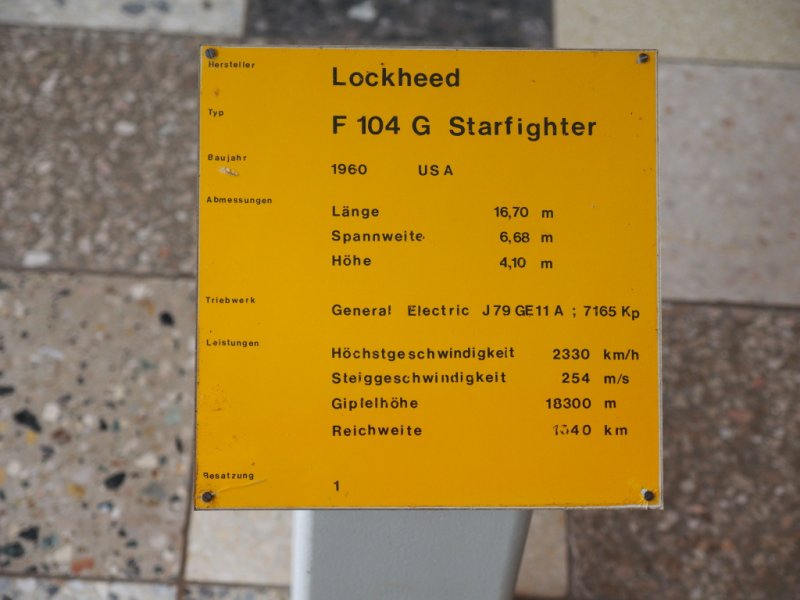 Hersteller Lockheed
Typ F 104 G Starfighter
Baujahr 1960 USA
Abmessungen Länge 16,70 m
Spannweite 6,68 m
Höhe 4,10 m
Triebwerk General Electric J79 GE11 A ; 7165 Kp
Leistungen Höchstgeschwindigkeit 2330 km/h
Steiggeschwindigkeit 254 m/s
Gipfelhöhe 18300 m
Reichweite km
Besatzung 1